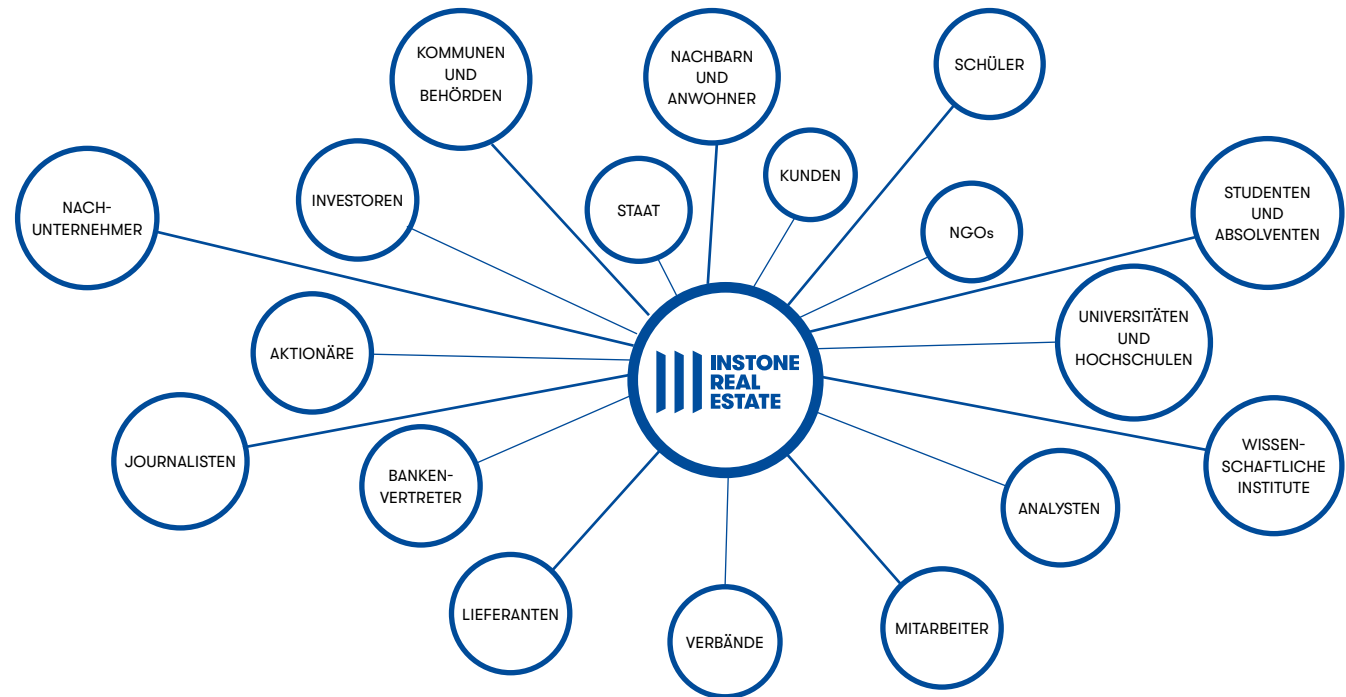 KOMMUNEN
UND
BEHÖRDEN
NACHBARN
UND
ANWOHNER
SCHÜLER
NACH-
UNTERNEHMER
INVESTOREN
STAAT
KUNDEN
NGOs
STUDENTEN
UND
ABSOLVENTEN
AKTIONÄRE
INSTONE
REAL
ESTATE
UNIVERSITÄTEN
UND
HOCHSCHULEN
JOURNALISTEN
BANKEN-
VERTRETER
ANALYSTEN
WISSEN-
SCHAFTLICHE
INSTITUTE
LIEFERANTEN
VERBÄNDE
MITARBEITER